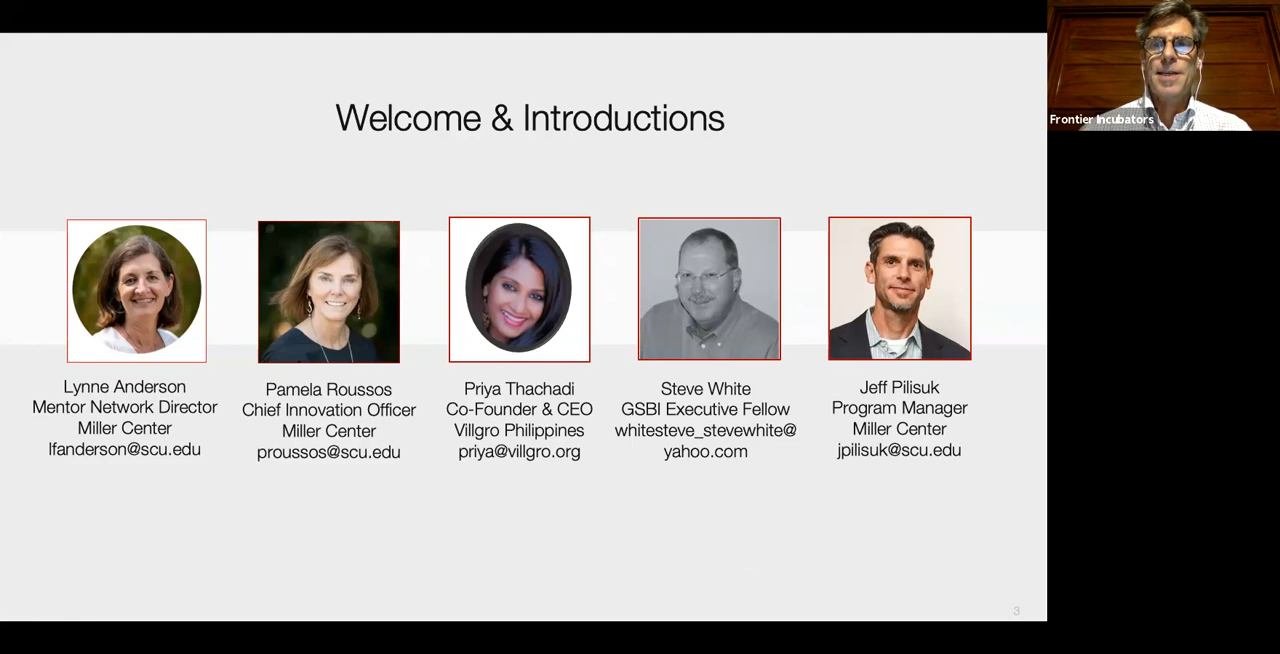 Welcome & Introductions
Frontier Incubators
Lynne Anderson
Mentor Network Director
Miller Center
lfanderson@scu.edu
Pamela Roussos
Chief Innovation Officer
Miller Center
proussos@scu.edu
Priya Thachadi
Co-Founder & CEO
Villgro Philippines
priya@villgro.org
Steve White
GSBI Executive Fellow
whitesteve_stevewhite@
yahoo.com
Jeff Pilisuk
Program Manager
Miller Center
jpilisuk@scu.edu
3